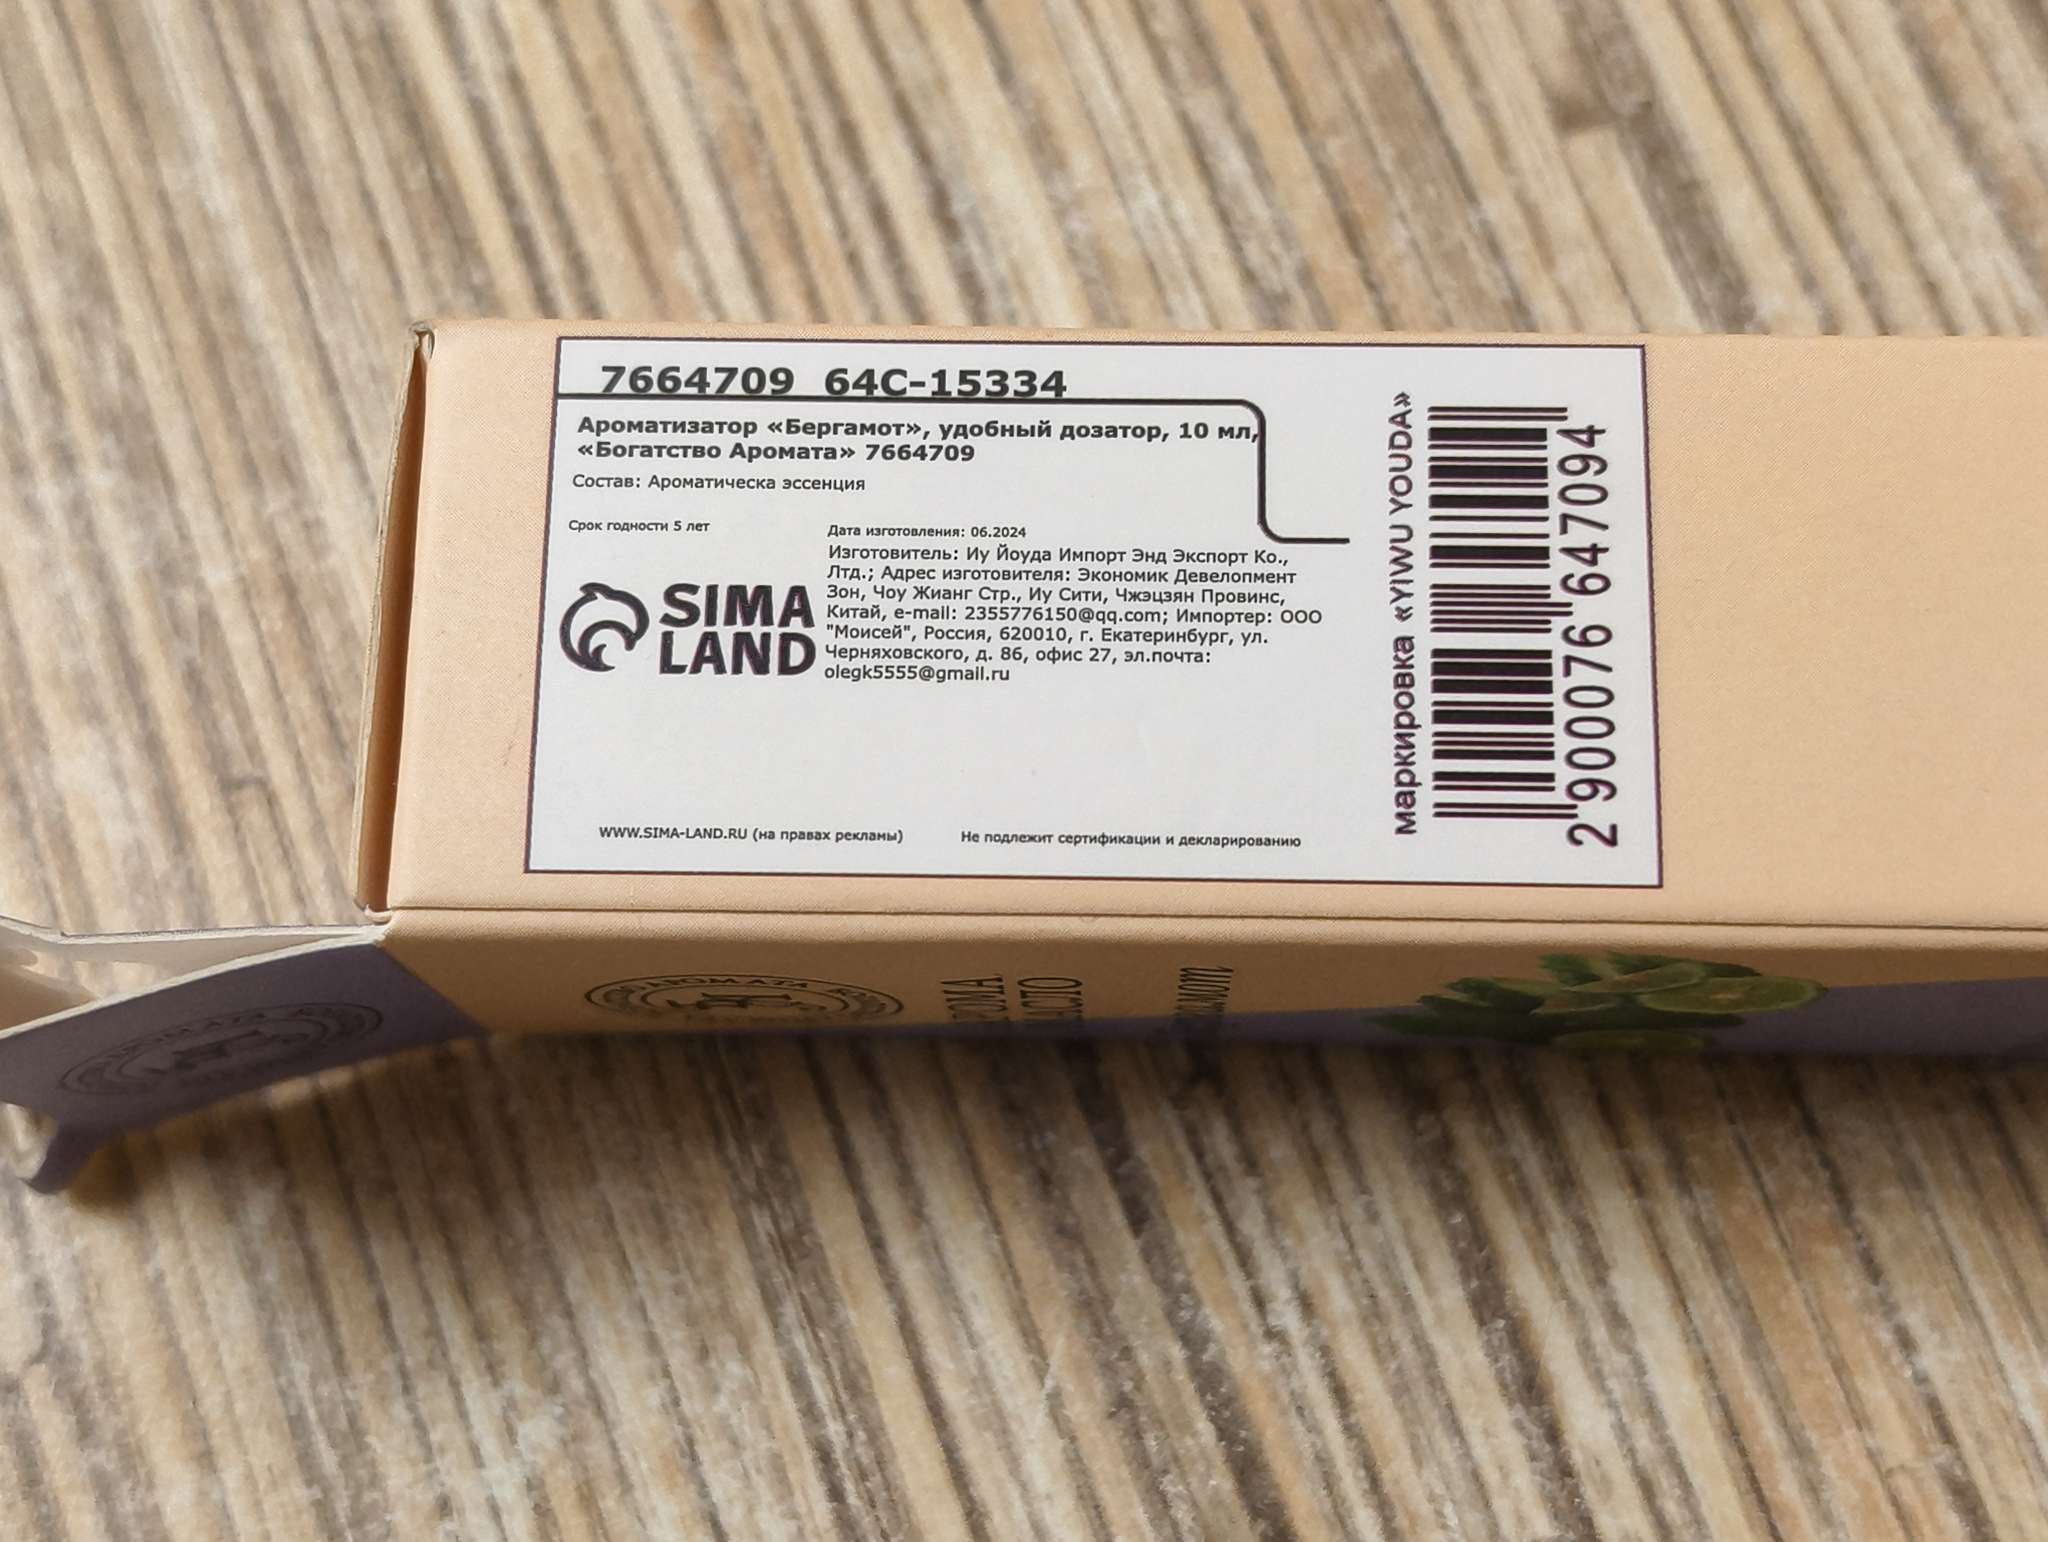 7664709 64C-15334
Ароматизатор «Бергамот», удобный дозатор, 10 мл,
«Богатство Аромата» 7664709
Состав: Ароматическа эссенция
Срок годности 5 лет
Дата изготовления: 06.2024
Изготовитель: Иу Йоуда Импорт Энд Экспорт Ко.,
Лтд.; Адрес изготовителя: Экономик Девелопмент
Зон, Чоу Жианг Стр., Иу Сити, Чжэцзян Провинс,
Китай, e-mail: 2355776150@qq.com; Импортер: ООО
"Моисей", Россия, 620010, г. Екатеринбург, ул.
Черняховского, д. 86, офис 27, эл.почта:
olegk5555@gmail.ru
SIMA
LAND
WWW.SIMA-LAND.RU (на правах рекламы)
Не подлежит сертификации и декларированию
маркировка «YIWU YOUDA»
2 900076 647094
AROMATA